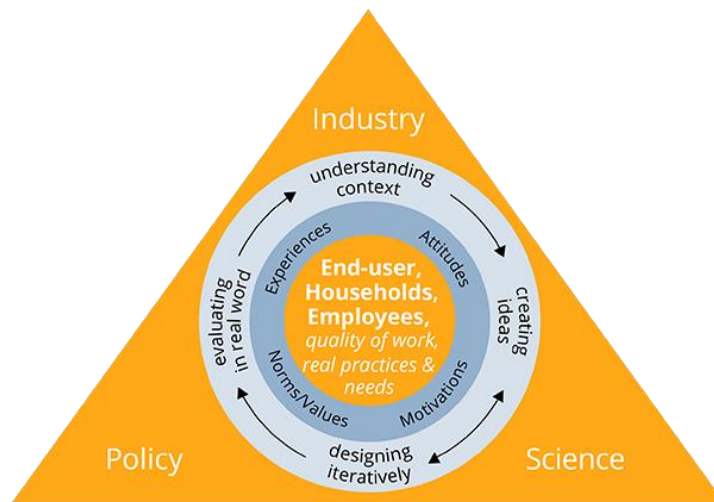 Industry
understanding
context
Experiences
Attitudes
End-user,
Households,
Employees,
quality of work,
real practices &
needs
evaluating
in real word
creating
ideas
Norms/Values
Motivations
designing
iteratively
Policy
Science